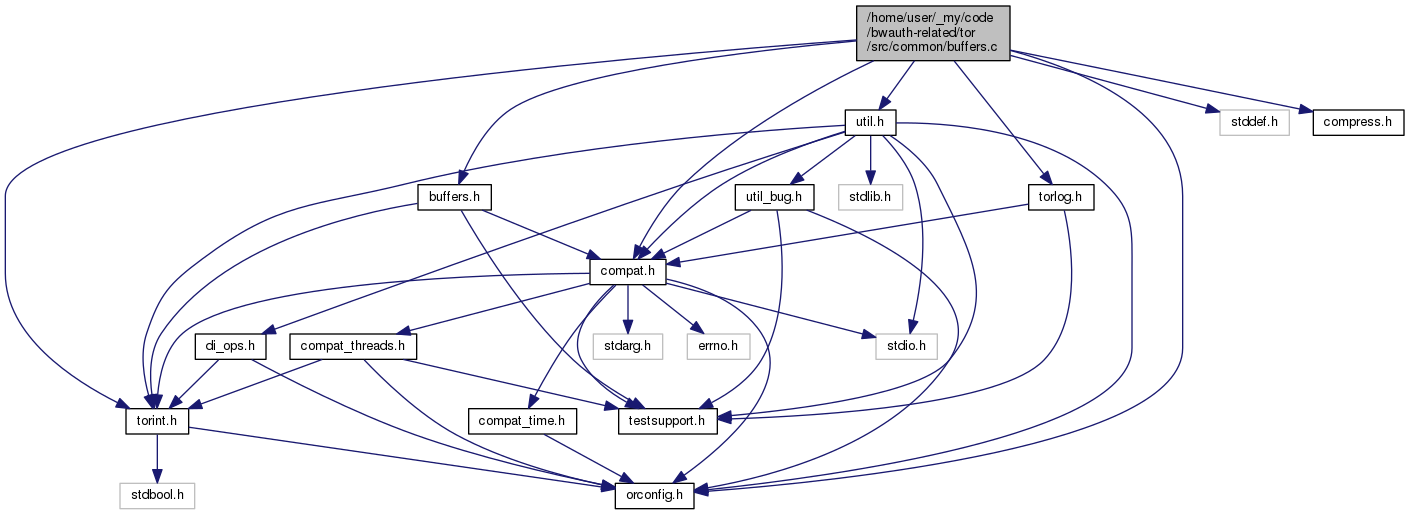 /home/user/_my/code
/bwauth-related/tor
/src/common/buffers.c
util.h
stddef.h
compress.h
buffers.h
util_bug.h
stdlib.h
torlog.h
compat.h
di_ops.h
compat_threads.h
stdarg.h
errno.h
stdio.h
torint.h
compat_time.h
testsupport.h
stdbool.h
orconfig.h